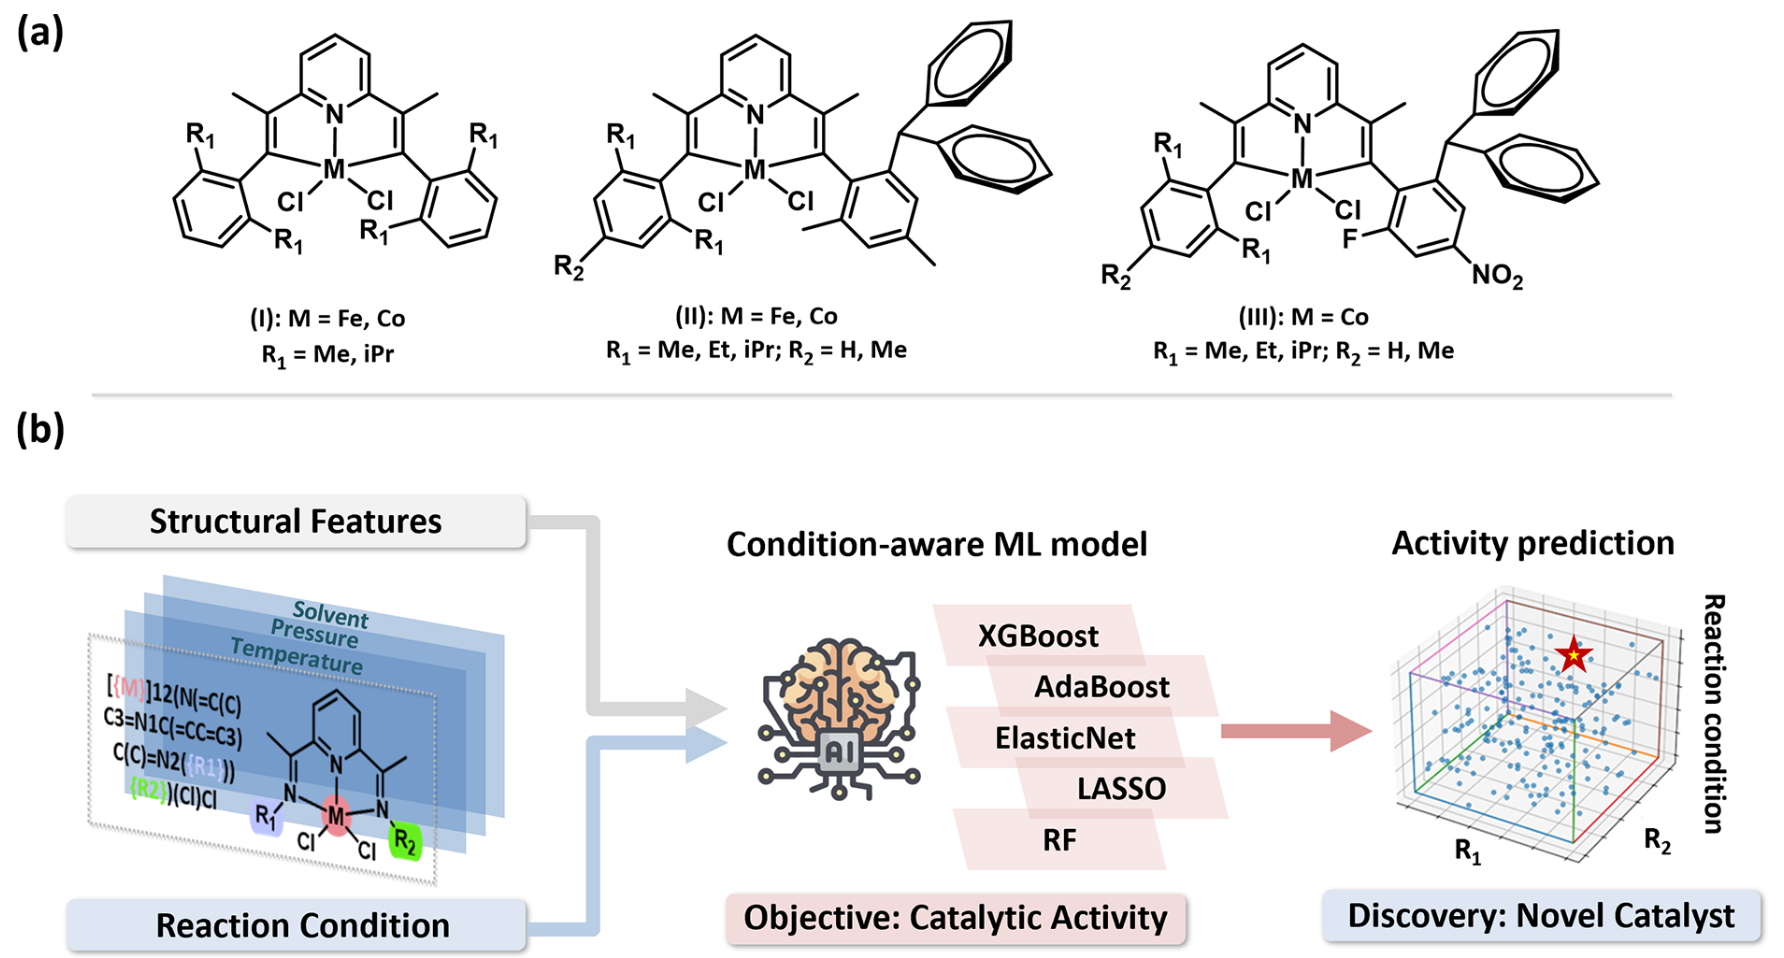 (a)
N
R1
R1
M
Cl
Cl
R1
R1
(I): M = Fe, Co
R1 = Me, iPr
N
R1
M
Cl
Cl
R1
R2
(II): M = Fe, Co
R1 = Me, Et, iPr; R2 = H, Me
N
R1
M
Cl
Cl
R1
F
R2
NO2
(III): M = Co
R1 = Me, Et, iPr; R2 = H, Me
(b)
Structural Features
Solvent
Pressure
Temperature
[{M}]12(N(=C(C)
C3=N1C(=CC=C3)
C(C)=N2({R1}))
{R2})(Cl)Cl
N
N
N
M
R1
R2
Cl
Cl
Reaction Condition
Condition-aware ML model
AI
XGBoost
AdaBoost
ElasticNet
LASSO
RF
Objective: Catalytic Activity
Activity prediction
Reaction condition
R1
R2
Discovery: Novel Catalyst